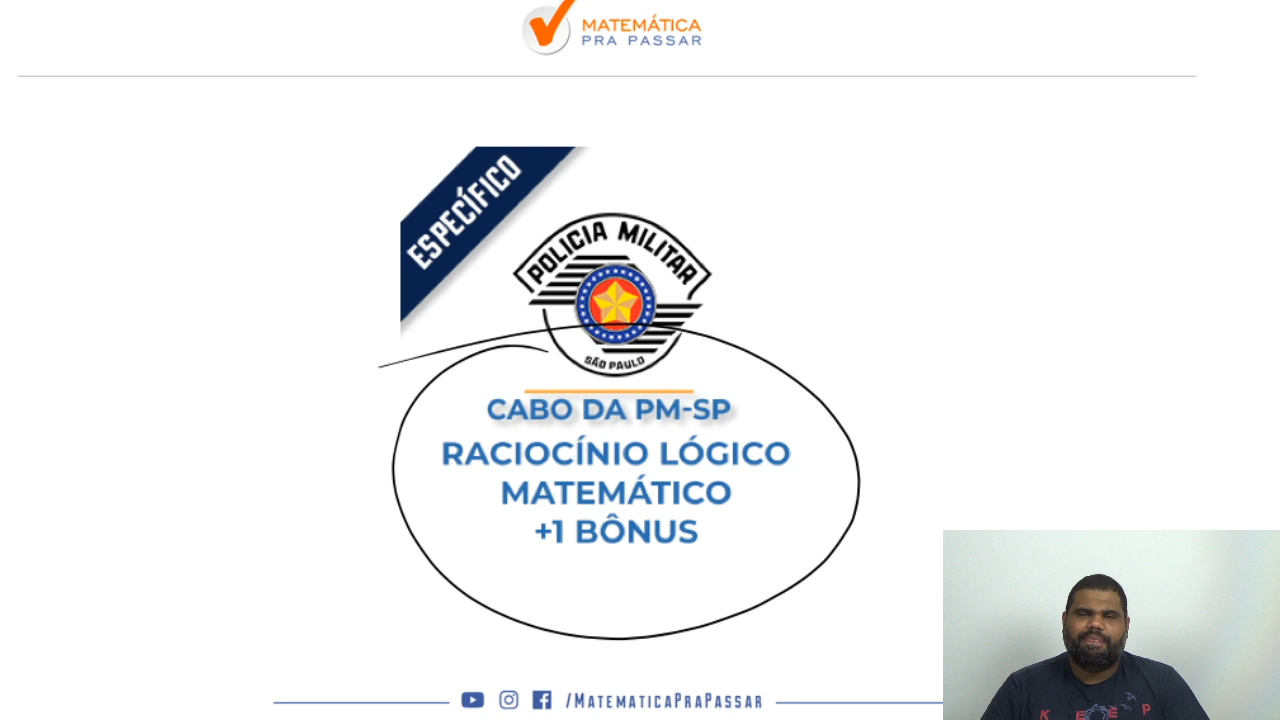 MATEMÁTICA
PRA PASSAR
ESPECÍFICO
POLICIA MILITAR
SÃO PAULO
CABO DA PM-SP
RACIOCÍNIO LÓGICO
MATEMÁTICO
+1 BÔNUS
/MATEMATICAPRAPASSAR
K E E P